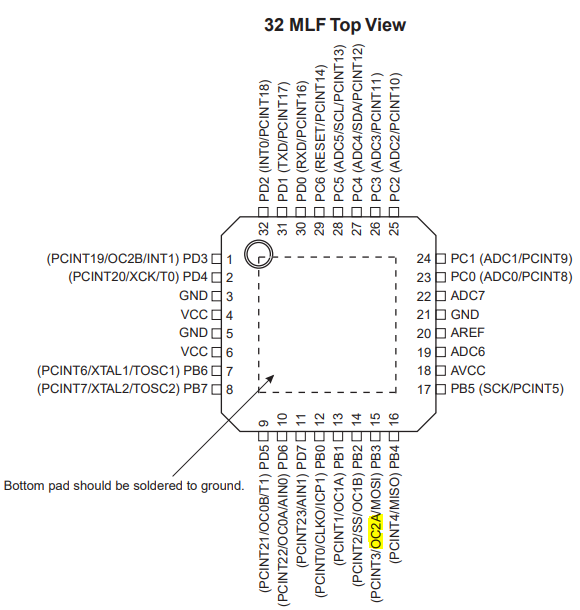 32 MLF Top View
PD2 (INT0/PCINT18)
PD1 (TXD/PCINT17)
PD0 (RXD/PCINT16)
PC6 (RESET/PCINT14)
PC5 (ADC5/SCL/PCINT13)
PC4 (ADC4/SDA/PCINT12)
PC3 (ADC3/PCINT11)
PC2 (ADC2/PCINT10)
32
31
30
29
28
27
26
25
(PCINT19/OC2B/INT1) PD3 1
(PCINT20/XCK/T0) PD4 2
GND 3
VCC 4
GND 5
VCC 6
(PCINT6/XTAL1/TOSC1) PB6 7
(PCINT7/XTAL2/TOSC2) PB7 8
24 PC1 (ADC1/PCINT9)
23 PC0 (ADC0/PCINT8)
22 ADC7
21 GND
20 AREF
19 ADC6
18 AVCC
17 PB5 (SCK/PCINT5)
9
10
11
12
13
14
15
16
(PCINT21/OC0B/T1) PD5
(PCINT22/OC0A/AIN0) PD6
(PCINT23/AIN1) PD7
(PCINT0/CLKO/ICP1) PB0
(PCINT1/OC1A) PB1
(PCINT2/SS/OC1B) PB2
(PCINT3/OC2A/MOSI) PB3
(PCINT4/MISO) PB4
Bottom pad should be soldered to ground.